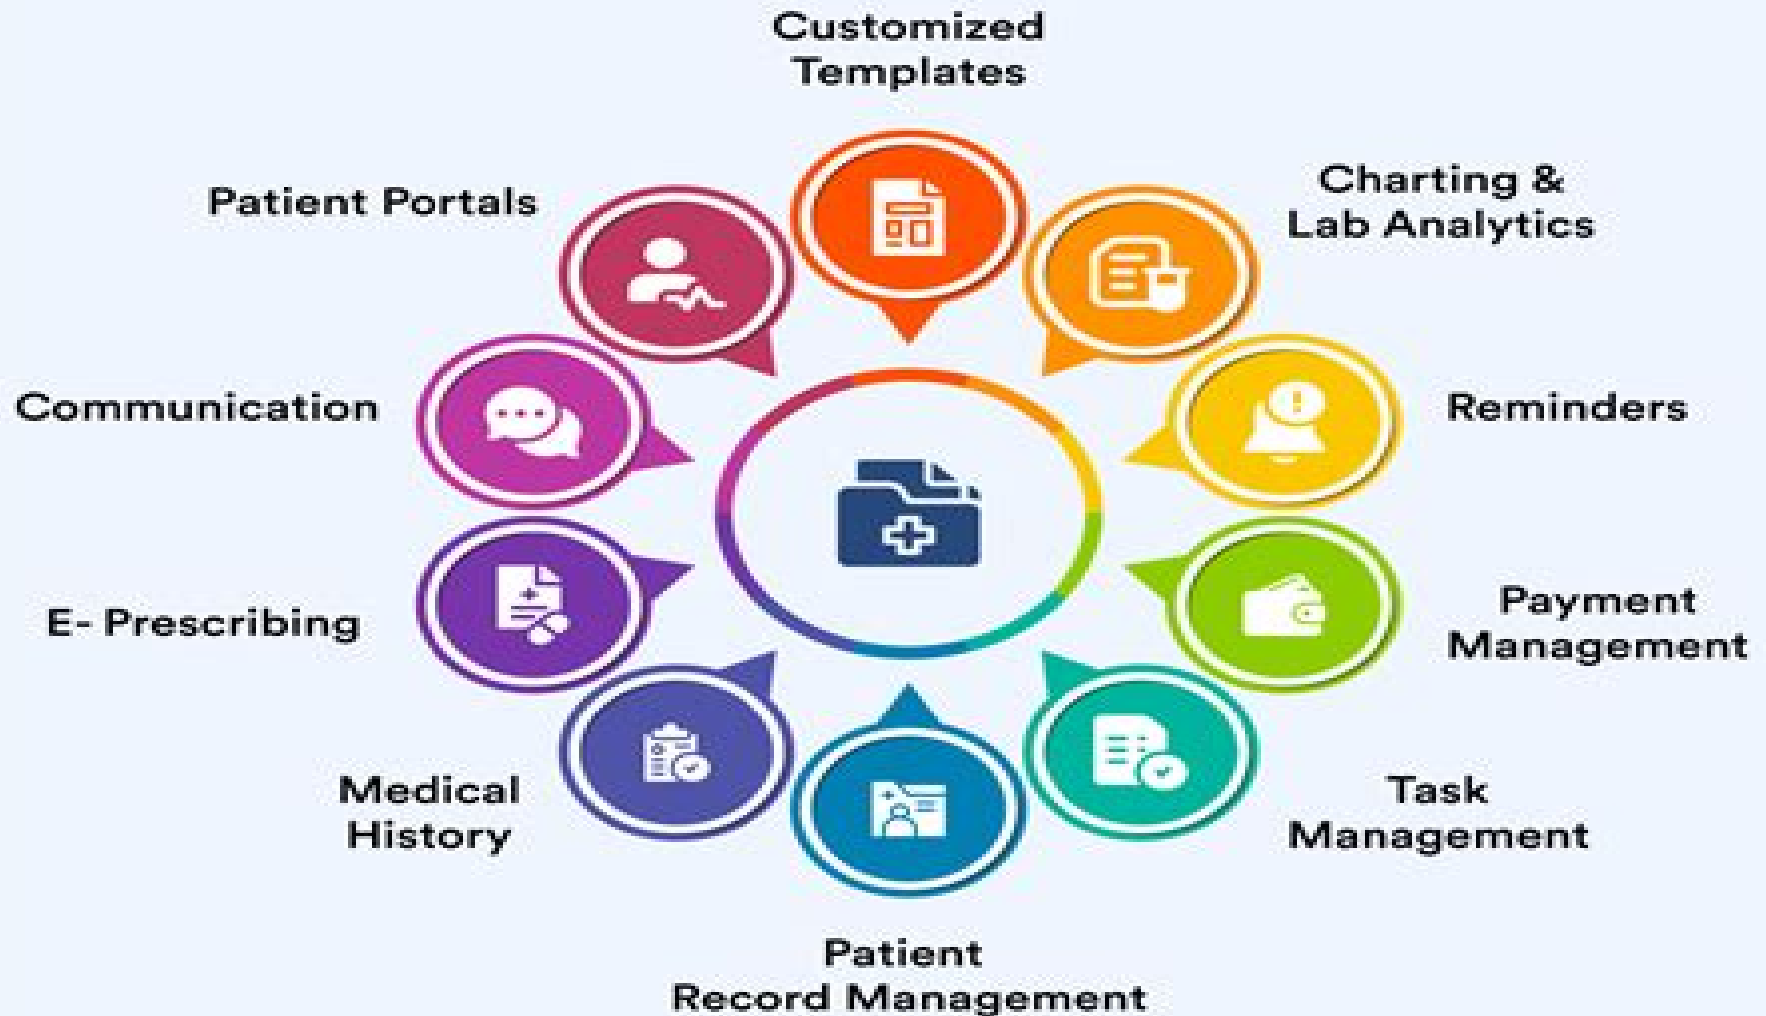 Customized
Templates
Charting &
Lab Analytics
Reminders
Payment
Management
Task
Management
Patient
Record Management
Medical
History
E- Prescribing
Communication
Patient Portals